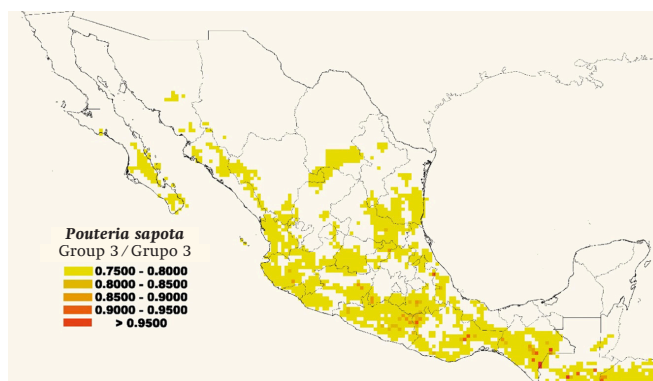 Pouteria sapota
Group 3 / Grupo 3
0.7500 - 0.8000
0.8000 - 0.8500
0.8500 - 0.9000
0.9000 - 0.9500
> 0.9500